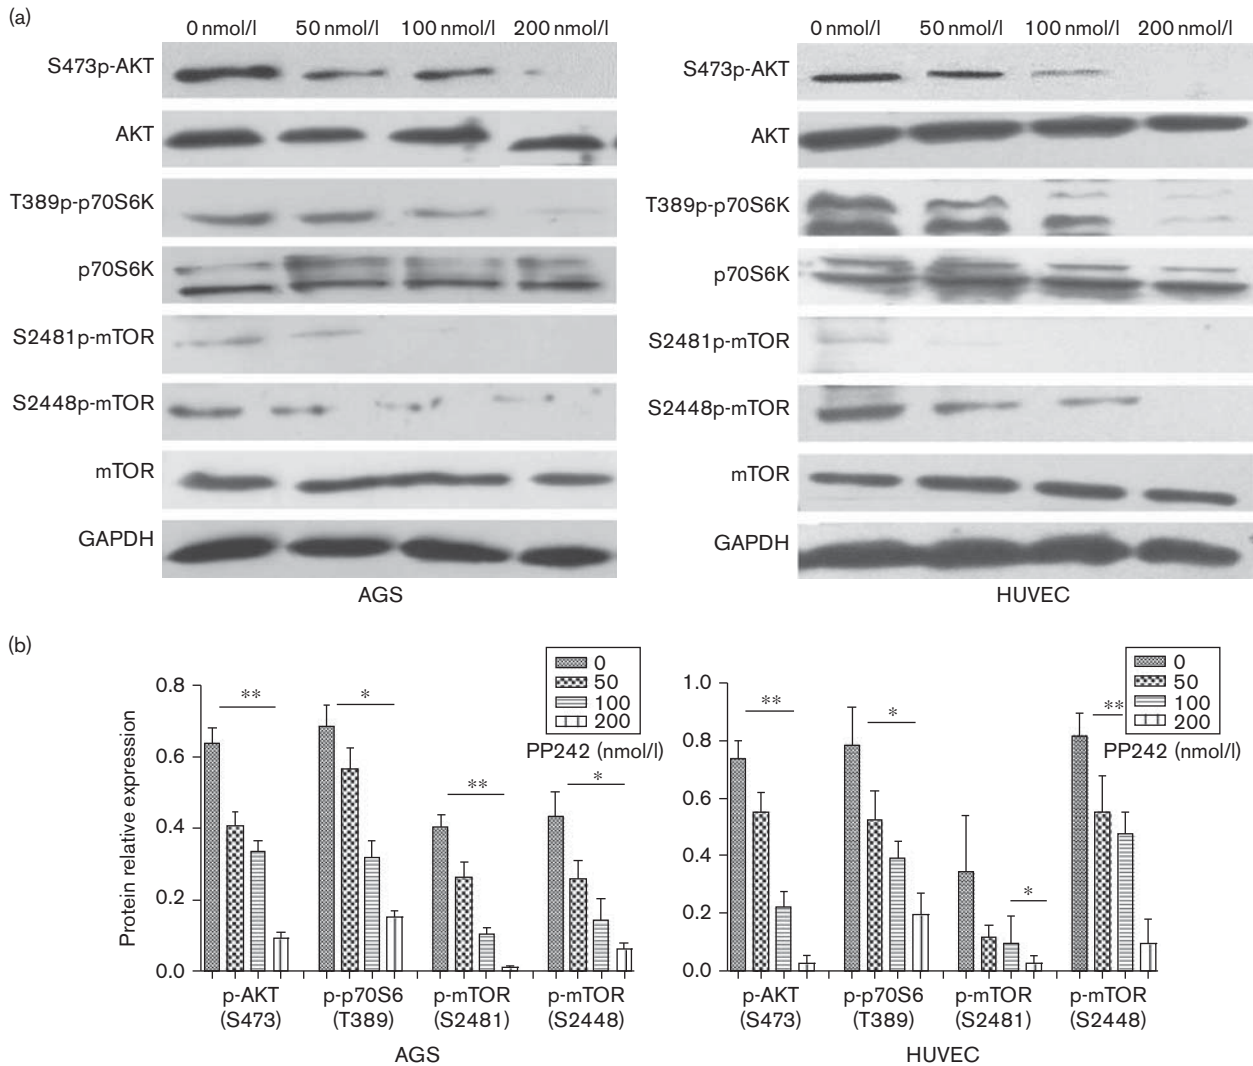 (a)
0 nmol/l 50 nmol/l 100 nmol/l 200 nmol/l
S473p-AKT
AKT
T389p-p70S6K
p70S6K
S2481p-mTOR
S2448p-mTOR
mTOR
GAPDH
AGS
0 nmol/l 50 nmol/l 100 nmol/l 200 nmol/l
S473p-AKT
AKT
T389p-p70S6K
p70S6K
S2481p-mTOR
S2448p-mTOR
mTOR
GAPDH
HUVEC
(b)
Protein relative expression
0.8
0.6
0.4
0.2
0.0
** * ** *
0
50
100
200
PP242 (nmol/l)
p-AKT p-p70S6 p-mTOR p-mTOR
(S473) (T389) (S2481) (S2448)
AGS
1.0
0.8
0.6
0.4
0.2
0.0
** * * **
0
50
100
200
PP242 (nmol/l)
p-AKT p-p70S6 p-mTOR p-mTOR
(S473) (T389) (S2481) (S2448)
HUVEC